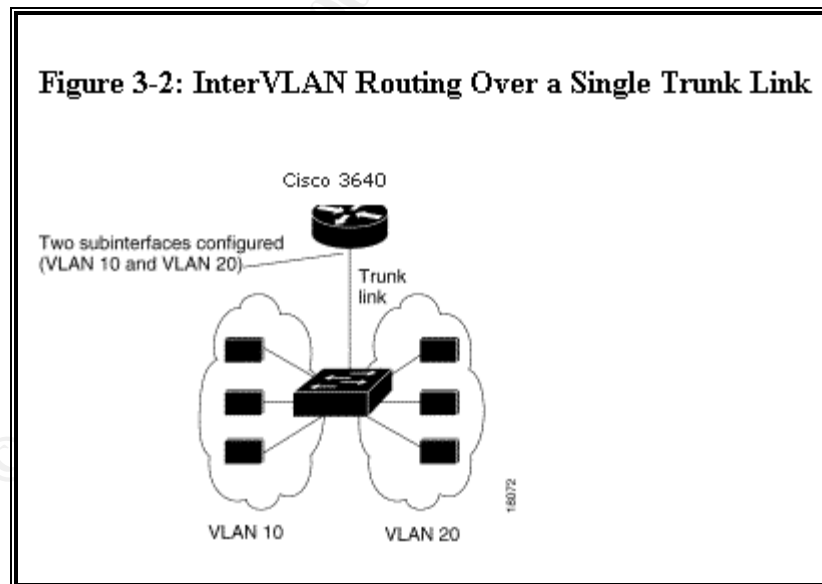 Figure 3-2: InterVLAN Routing Over a Single Trunk Link
Cisco 3640
Two subinterfaces configured
(VLAN 10 and VLAN 20)
Trunk
link
VLAN 10
VLAN 20
18072